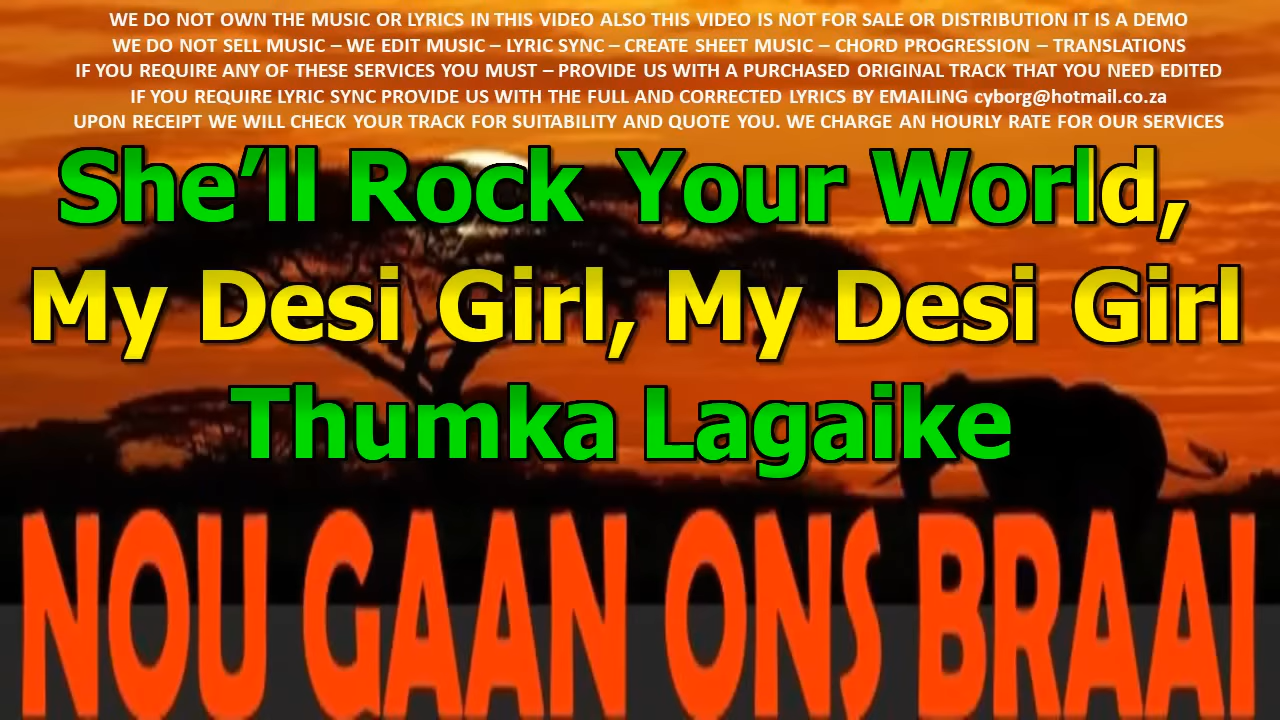 WE DO NOT OWN THE MUSIC OR LYRICS IN THIS VIDEO ALSO THIS VIDEO IS NOT FOR SALE OR DISTRIBUTION IT IS A DEMO
WE DO NOT SELL MUSIC – WE EDIT MUSIC – LYRIC SYNC – CREATE SHEET MUSIC – CHORD PROGRESSION – TRANSLATIONS
IF YOU REQUIRE ANY OF THESE SERVICES YOU MUST – PROVIDE US WITH A PURCHASED ORIGINAL TRACK THAT YOU NEED EDITED
IF YOU REQUIRE LYRIC SYNC PROVIDE US WITH THE FULL AND CORRECTED LYRICS BY EMAILING cyborg@hotmail.co.za
UPON RECEIPT WE WILL CHECK YOUR TRACK FOR SUITABILITY AND QUOTE YOU. WE CHARGE AN HOURLY RATE FOR OUR SERVICES
She’ll Rock Your World,
My Desi Girl, My Desi Girl
Thumka Lagaike
NOU GAAN ONS BRAAI